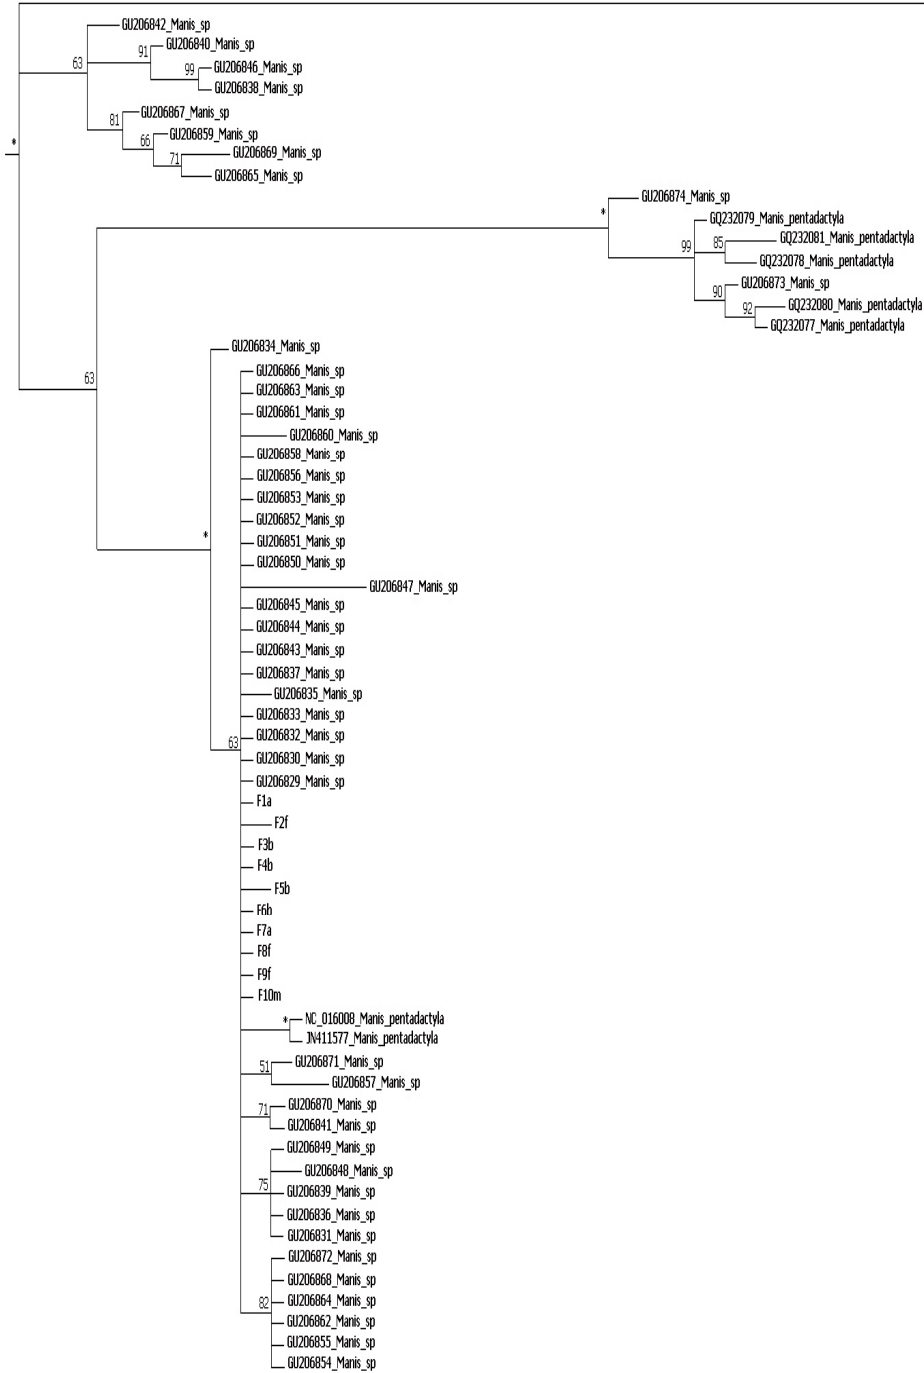 GU206842_Manis_sp
91 GU206840_Manis_sp
63 99 GU206846_Manis_sp
GU206838_Manis_sp
81 GU206867_Manis_sp
66 GU206859_Manis_sp
* 71 GU206869_Manis_sp
GU206865_Manis_sp
* GU206874_Manis_sp
GQ232079_Manis_pentadactyla
99 85 GQ232081_Manis_pentadactyla
GQ232078_Manis_pentadactyla
90 GU206873_Manis_sp
92 GQ232080_Manis_pentadactyla
GQ232077_Manis_pentadactyla
GU206834_Manis_sp
63 GU206866_Manis_sp
GU206863_Manis_sp
GU206861_Manis_sp
GU206860_Manis_sp
GU206858_Manis_sp
GU206856_Manis_sp
GU206853_Manis_sp
GU206852_Manis_sp
* GU206851_Manis_sp
GU206850_Manis_sp
GU206847_Manis_sp
GU206845_Manis_sp
GU206844_Manis_sp
GU206843_Manis_sp
GU206837_Manis_sp
GU206835_Manis_sp
GU206833_Manis_sp
63 GU206832_Manis_sp
GU206830_Manis_sp
GU206829_Manis_sp
F1a
F2f
F3b
F4b
F5b
F6b
F7a
F8f
F9f
F10m
* NC_016008_Manis_pentadactyla
JN411577_Manis_pentadactyla
51 GU206871_Manis_sp
GU206857_Manis_sp
71 GU206870_Manis_sp
GU206841_Manis_sp
GU206849_Manis_sp
GU206848_Manis_sp
75 GU206839_Manis_sp
GU206836_Manis_sp
GU206831_Manis_sp
GU206872_Manis_sp
GU206868_Manis_sp
82 GU206864_Manis_sp
GU206862_Manis_sp
GU206855_Manis_sp
GU206854_Manis_sp